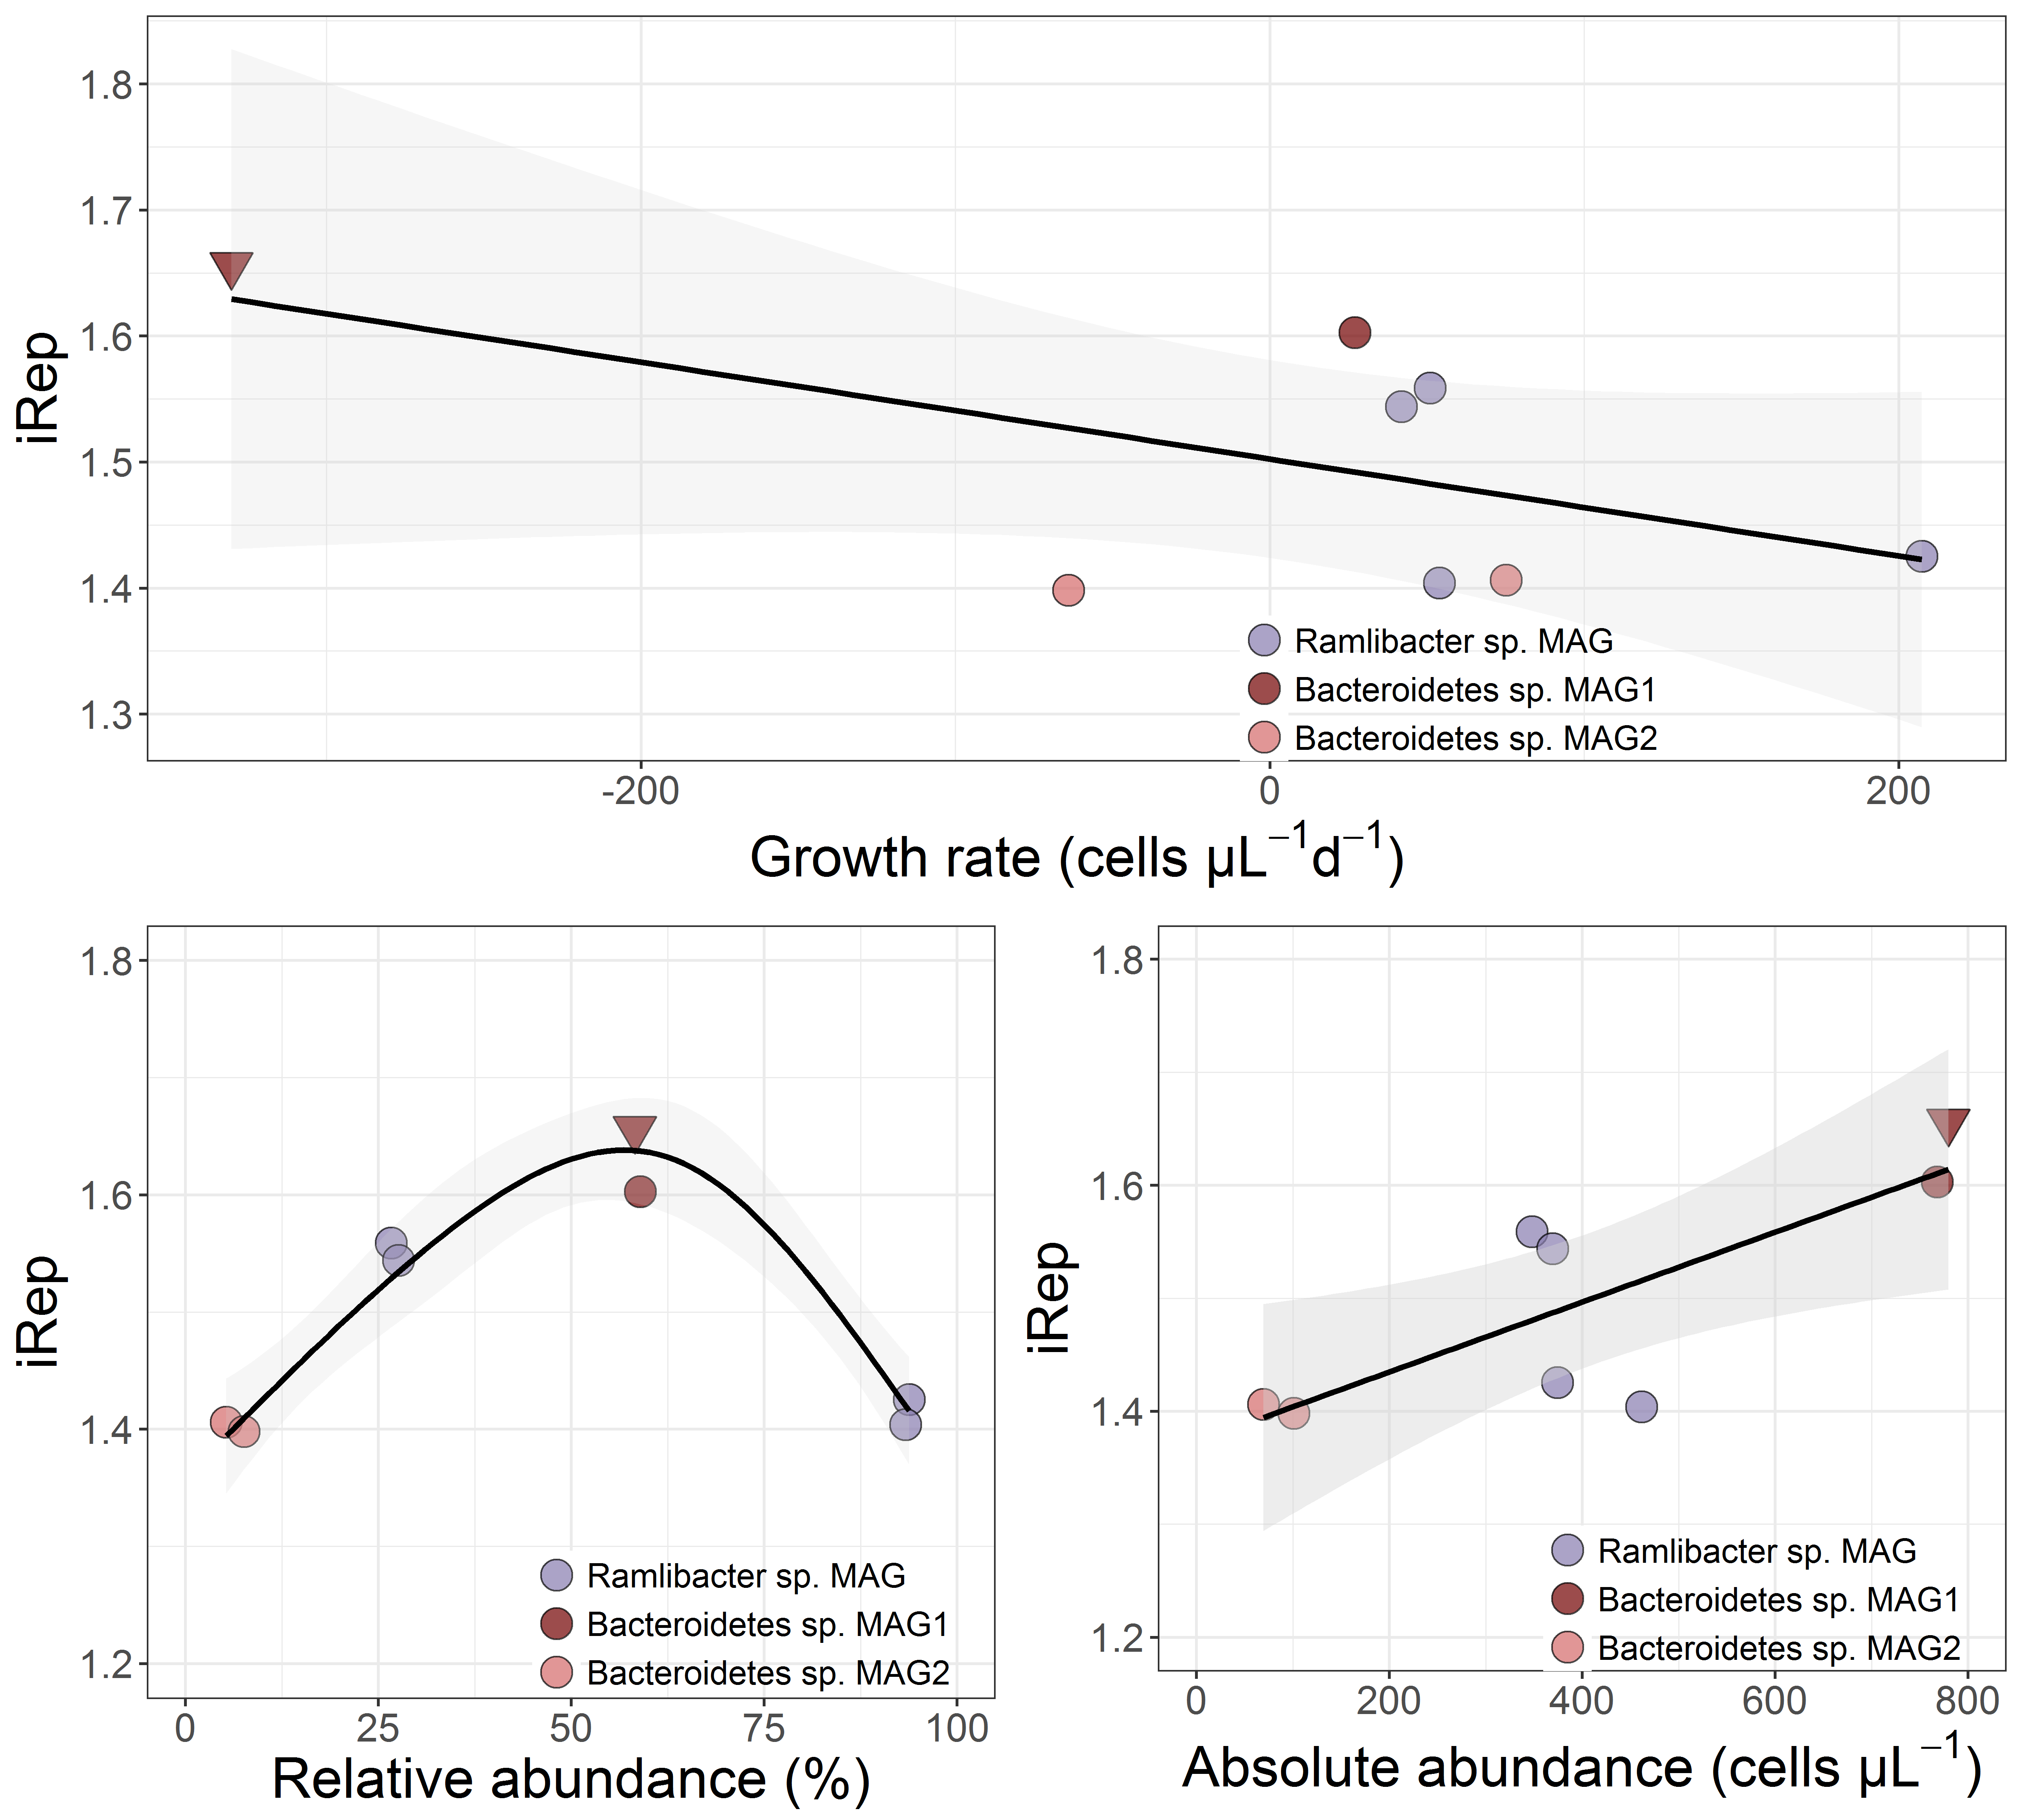 1.8
1.7
1.6
1.5
1.4
1.3
iRep
Ramlibacter sp. MAG
Bacteroidetes sp. MAG1
Bacteroidetes sp. MAG2
-200 0 200
Growth rate (cells µL⁻¹d⁻¹)
1.8
1.6
1.4
1.2
iRep
Ramlibacter sp. MAG
Bacteroidetes sp. MAG1
Bacteroidetes sp. MAG2
0 25 50 75 100
Relative abundance (%)
1.8
1.6
1.4
1.2
iRep
Ramlibacter sp. MAG
Bacteroidetes sp. MAG1
Bacteroidetes sp. MAG2
0 200 400 600 800
Absolute abundance (cells µL⁻¹)